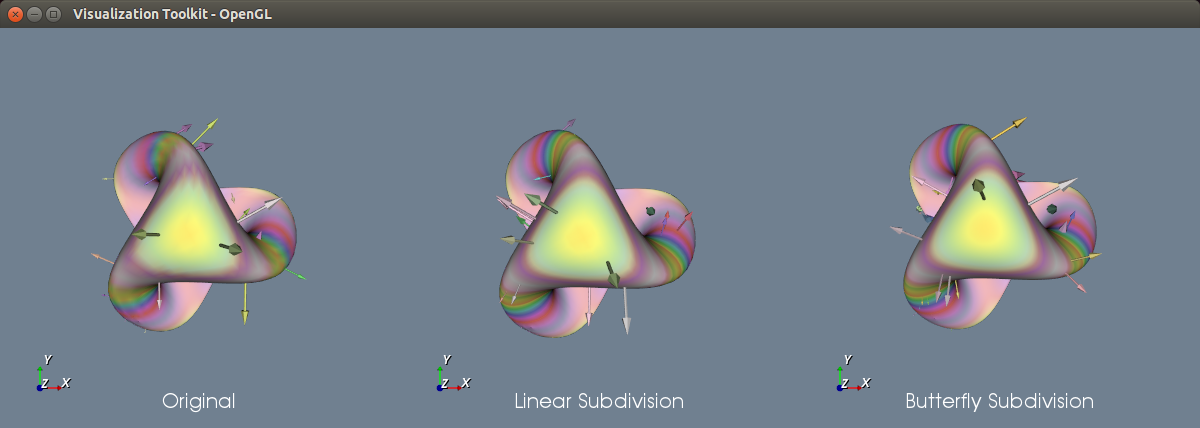 Visualization Toolkit - OpenGL
Y
Z X
Original
Y
Z X
Linear Subdivision
Y
Z X
Butterfly Subdivision